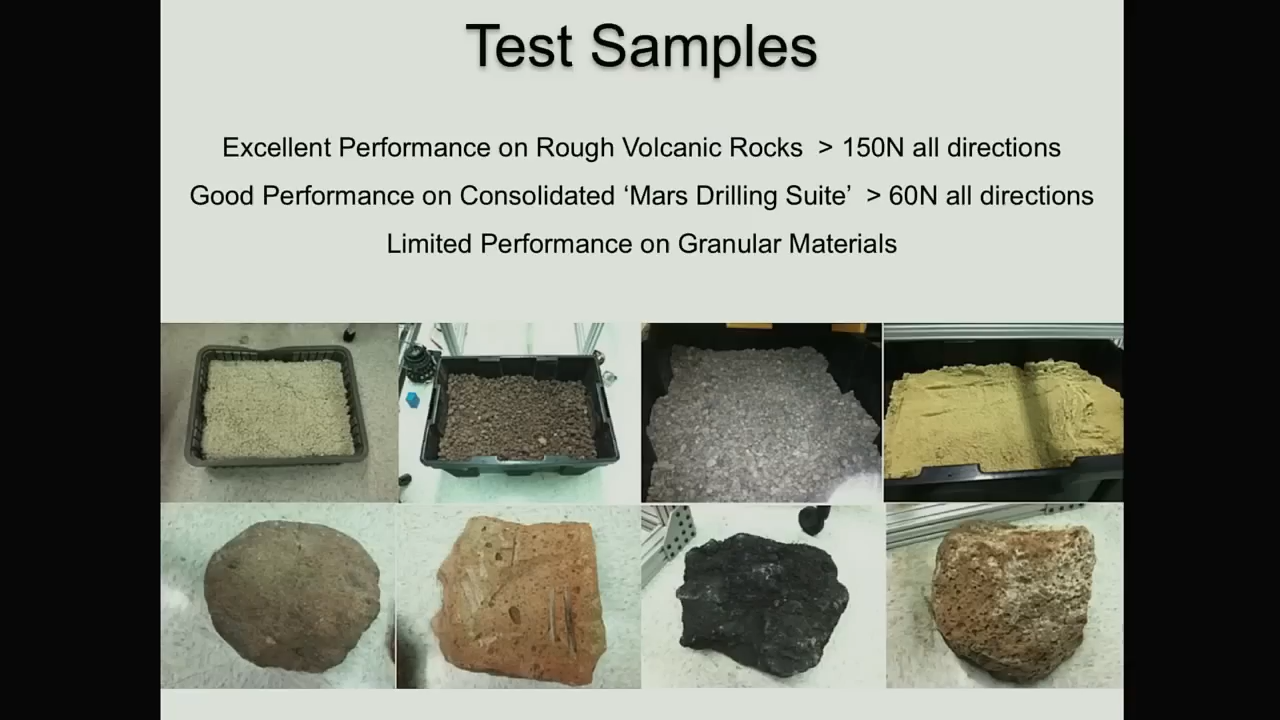 Test Samples
Excellent Performance on Rough Volcanic Rocks > 150N all directions
Good Performance on Consolidated ‘Mars Drilling Suite’ > 60N all directions
Limited Performance on Granular Materials